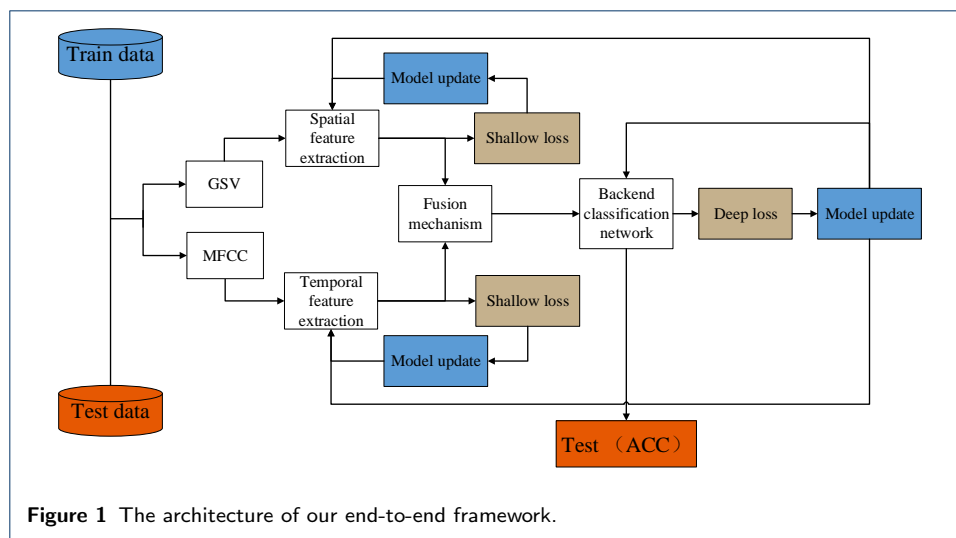 Train data
Model update
Spatial
feature
extraction
Shallow loss
GSV
Fusion
mechanism
Backend
classification
network
Deep loss
Model update
MFCC
Temporal
feature
extraction
Shallow loss
Model update
Test data
Test （ACC）
Figure 1 The architecture of our end-to-end framework.